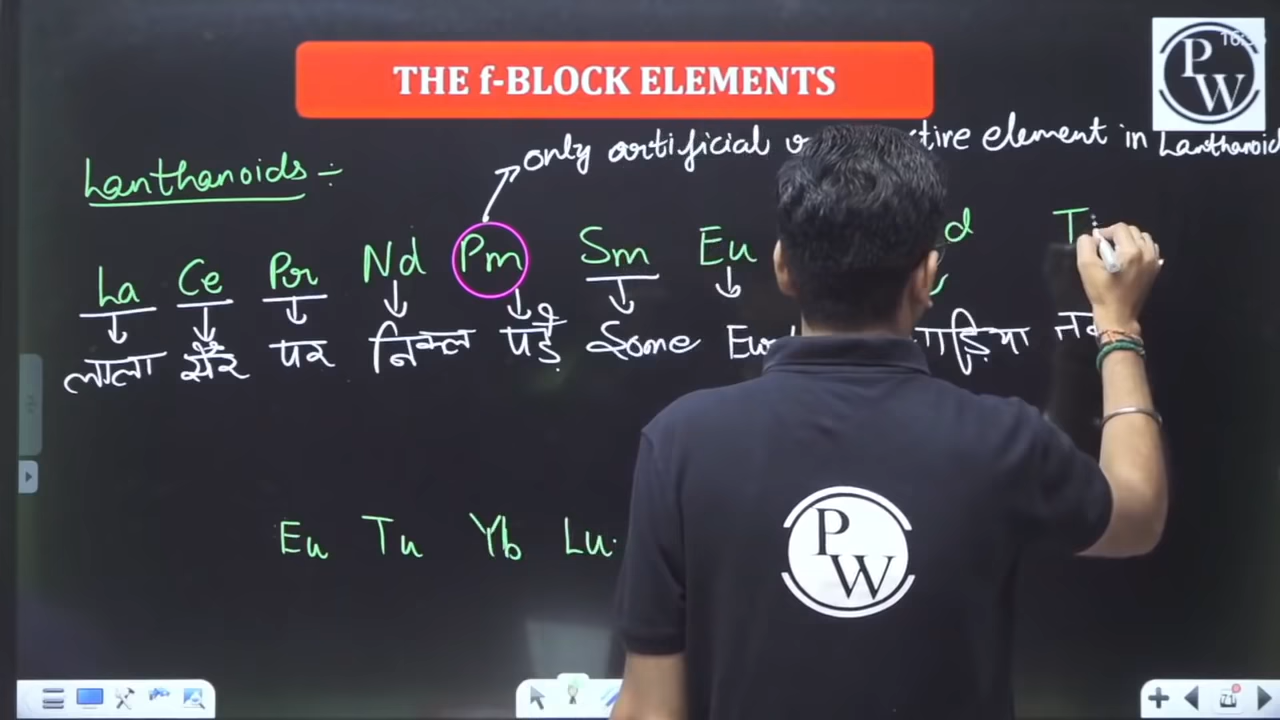 THE f-BLOCK ELEMENTS
PW
only artificial element in Lanthanoid
Lanthanoids :-
La Ce Pr Nd Pm Sm Eu d T
लाला सैर पर निकल पड़े Some
Eu Tu Yb Lu.
PW